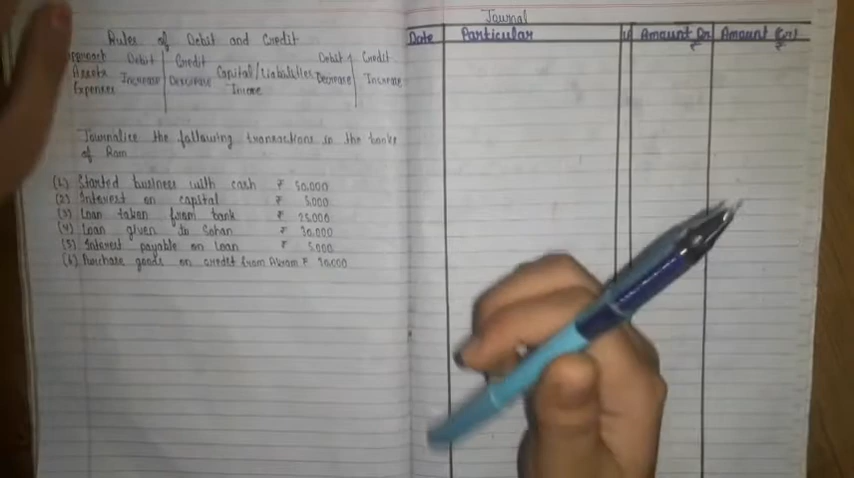 Rules of Debit and Credit
Debit Credit Debit Credit
Assets Increase Decrease Capital/Liabilities Decrease Increase
Expenses Income
Journalise the following transactions in the books
of Ram
(1) Started business with cash ₹ 50,000
(2) Interest on capital ₹ 5,000
(3) Loan taken from bank ₹ 25,000
(4) Loan given to Sohan ₹ 30,000
(5) Interest payable on loan ₹ 5,000
(6) Purchase goods on credit from Akram ₹ 30,000
Journal
Date Particular Amount Dr Amount (Cr)
₹ ₹